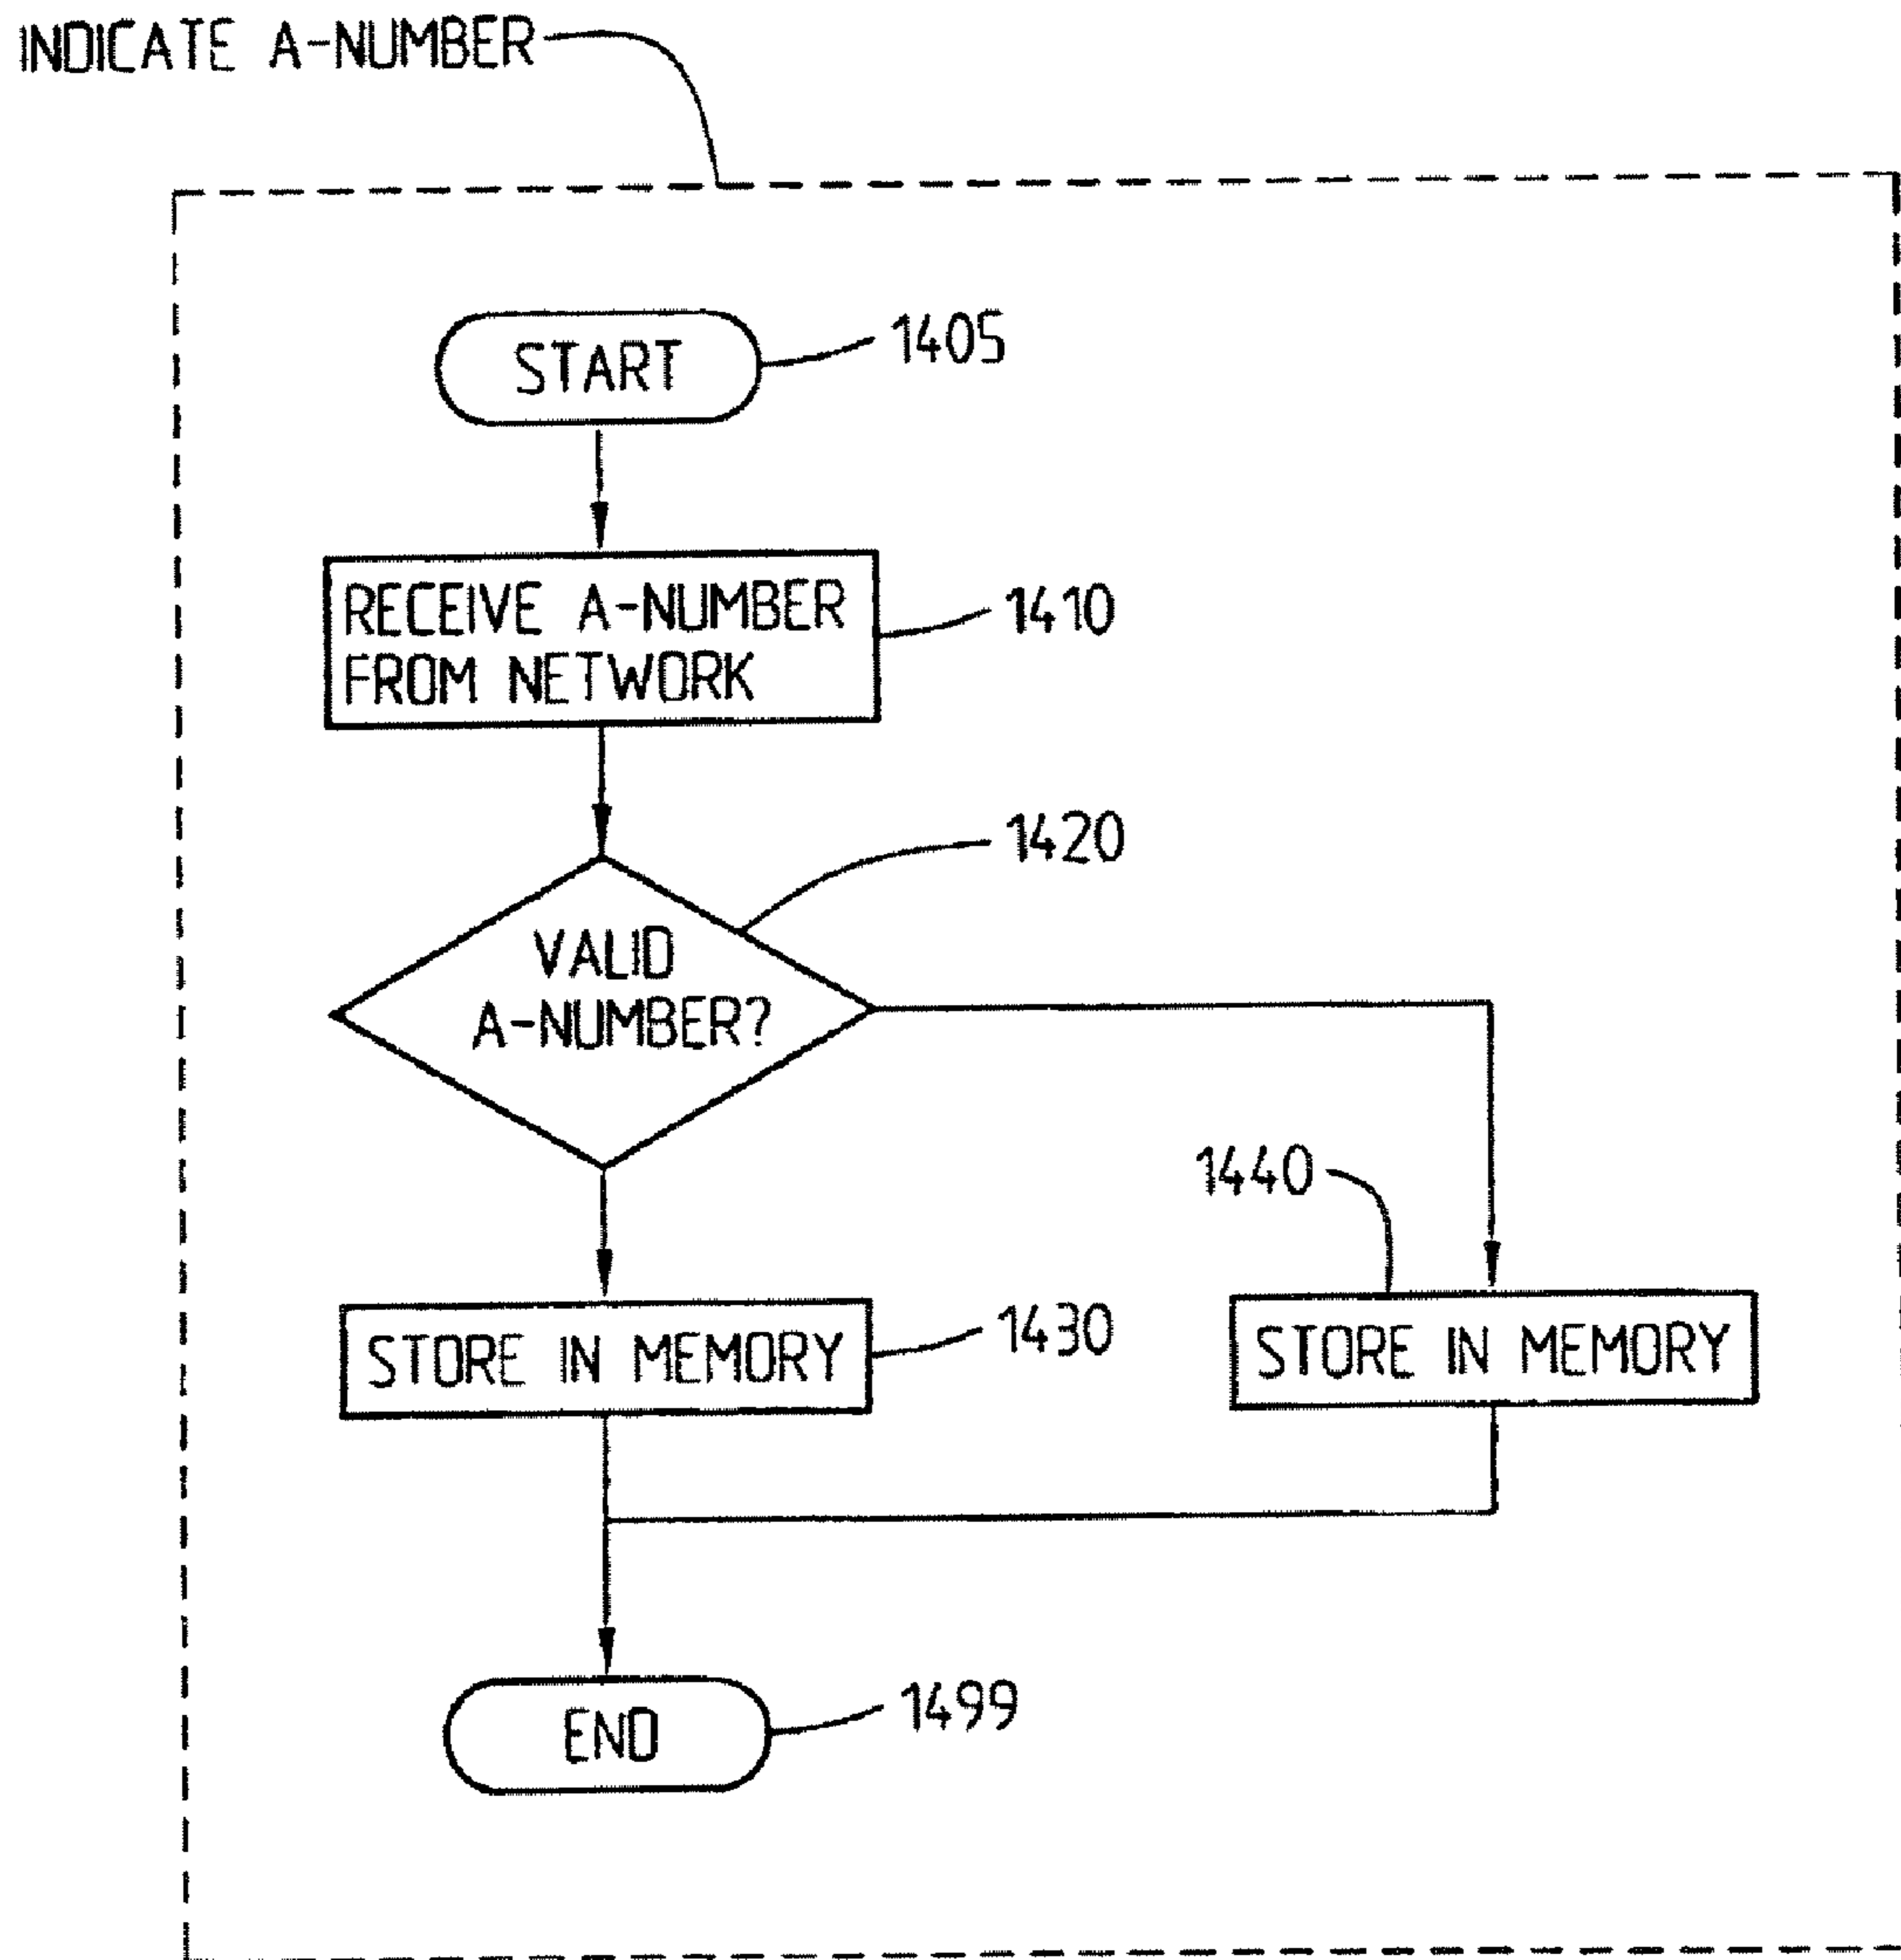 INDICATE A-NUMBER
START
1405
RECEIVE A-NUMBER
FROM NETWORK
1410
1420
VALID
A-NUMBER?
1440
STORE IN MEMORY
1430
STORE IN MEMORY
END
1499